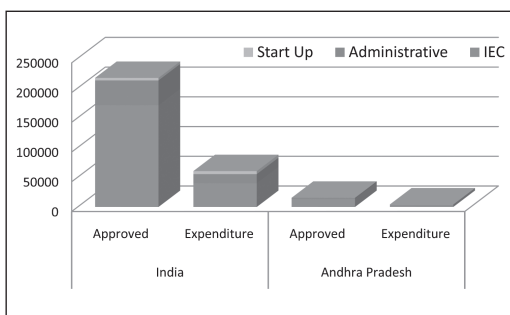 Start Up Administrative IEC
250000
200000
150000
100000
50000
0
Approved Expenditure Approved Expenditure
India Andhra Pradesh